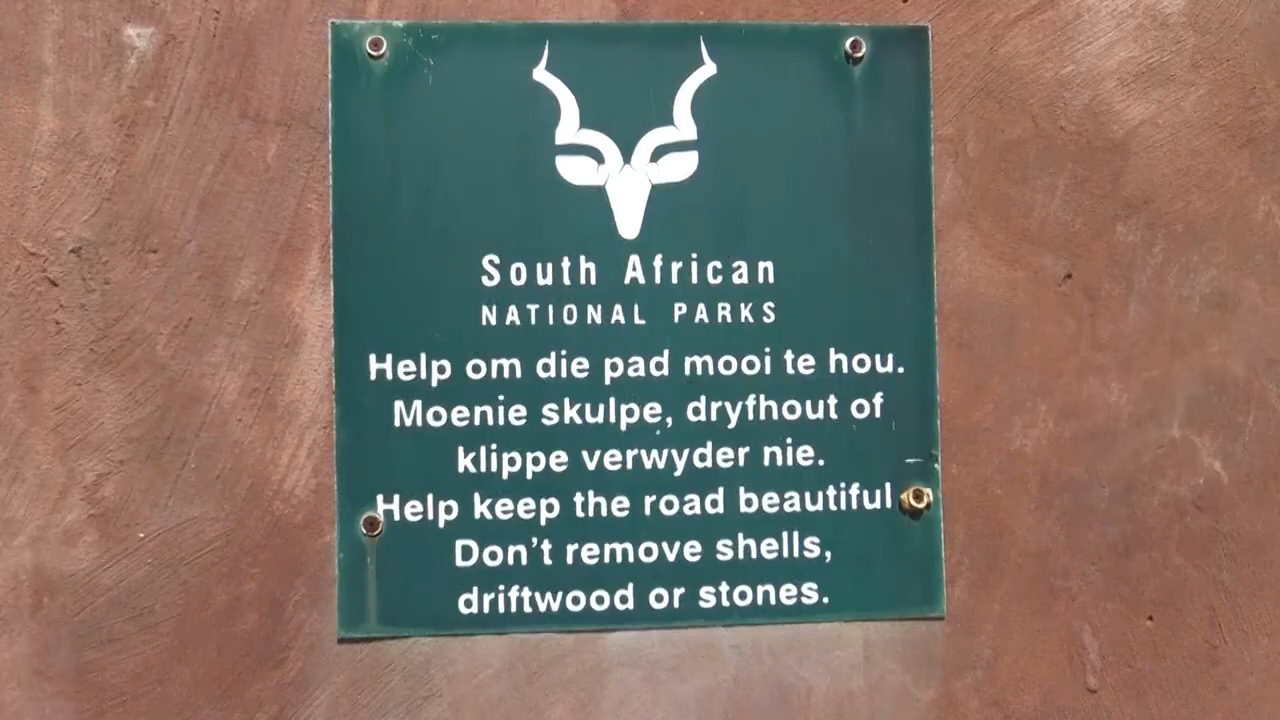 South African
NATIONAL PARKS
Help om die pad mooi te hou.
Moenie skulpe, dryfhout of
klippe verwyder nie.
Help keep the road beautiful
Don't remove shells,
driftwood or stones.